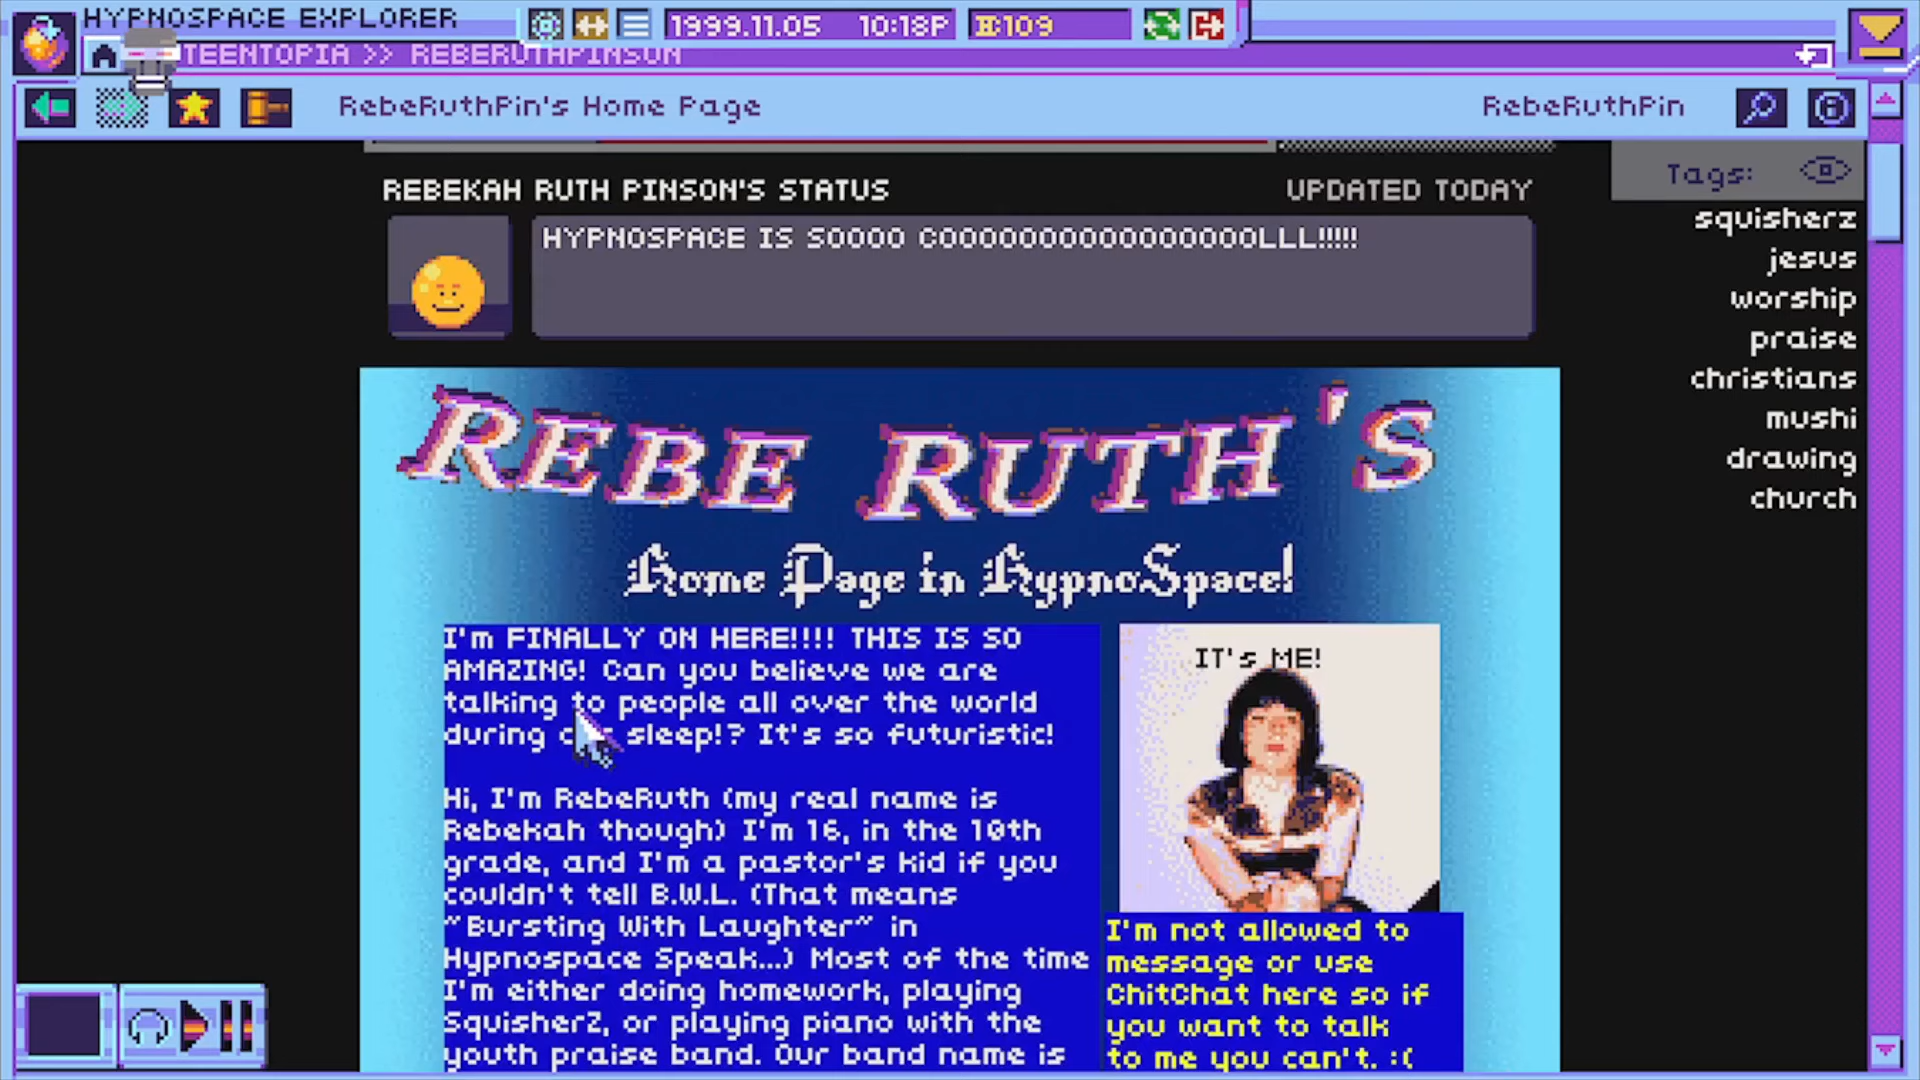 HYPNOSPACE EXPLORER
1999.11.05 10:18P
109
TEENTOPIA >> REBERUTHPINSON
RebeRuthPin's Home Page
RebeRuthPin
Tags:
squisherz
jesus
worship
praise
christians
mushi
drawing
church
REBEKAH RUTH PINSON'S STATUS
UPDATED TODAY
HYPNOSPACE IS SOOOO COOOOOOOOOOOOOOOOOLLL!!!!!
REBE RUTH'S
Home Page in HypnoSpace!
I'm FINALLY ON HERE!!!! THIS IS SO
AMAZING! Can you believe we are
talking to people all over the world
during sleep!? It's so futuristic!
Hi, I'm RebeRuth (my real name is
Rebekah though) I'm 16, in the 10th
grade, and I'm a pastor's kid if you
couldn't tell B.W.L. (That means
"Bursting With Laughter" in
Hypnospace Speak...) Most of the time
I'm either doing homework, playing
SquisherZ, or playing piano with the
youth praise band. Our band name is
IT's ME!
I'm not allowed to
message or use
ChitChat here so if
you want to talk
to me you can't. :(